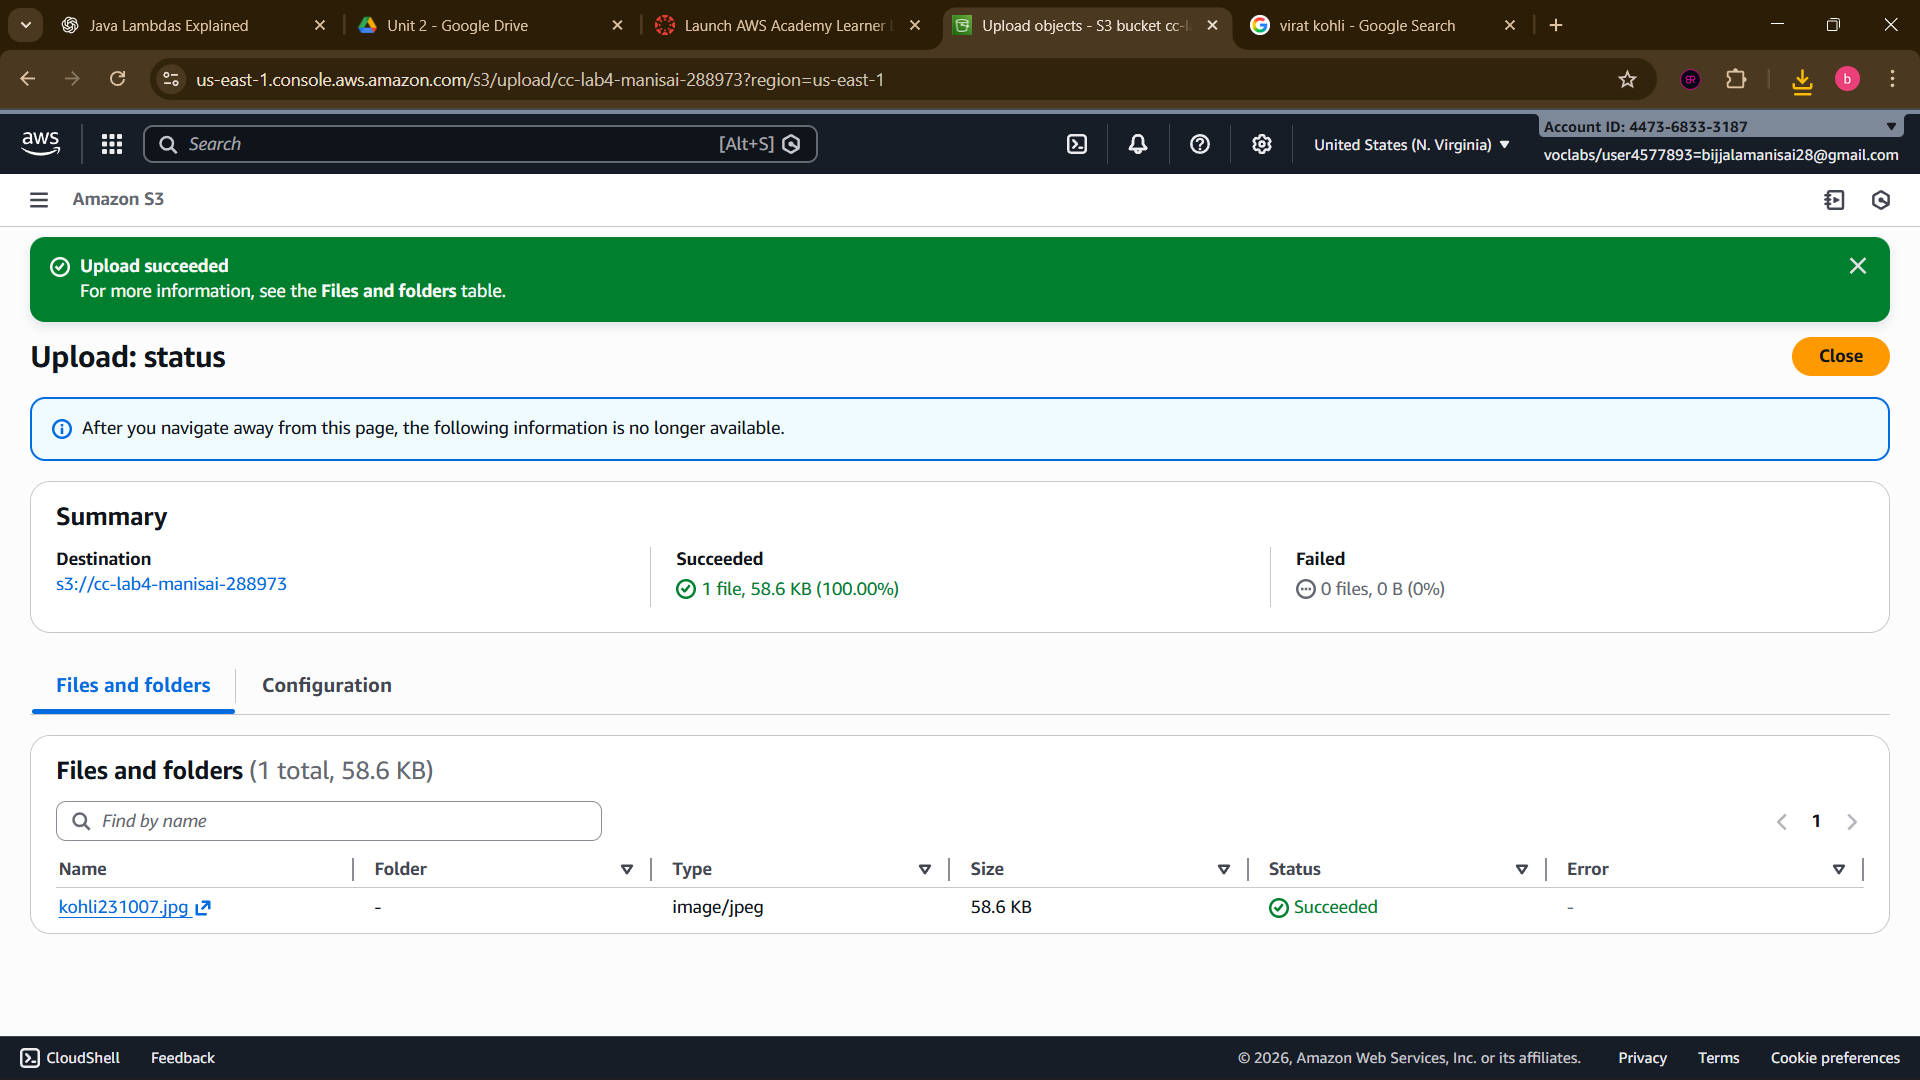 Java Lambdas Explained
Unit 2 - Google Drive
Launch AWS Academy Learner
Upload objects - S3 bucket cc-l
virat kohli - Google Search
us-east-1.console.aws.amazon.com/s3/upload/cc-lab4-manisai-288973?region=us-east-1
ER
b
aws
Search
[Alt+S]
United States (N. Virginia)
Account ID: 4473-6833-3187
voclabs/user4577893=bijjalamanisai28@gmail.com
Amazon S3
Upload succeeded
For more information, see the Files and folders table.
Upload: status
Close
After you navigate away from this page, the following information is no longer available.
Summary
Destination
s3://cc-lab4-manisai-288973
Succeeded
1 file, 58.6 KB (100.00%)
Failed
0 files, 0 B (0%)
Files and folders
Configuration
Files and folders (1 total, 58.6 KB)
Find by name
1
Name Folder Type Size Status Error
kohli231007.jpg - image/jpeg 58.6 KB Succeeded -
CloudShell
Feedback
© 2026, Amazon Web Services, Inc. or its affiliates.
Privacy
Terms
Cookie preferences